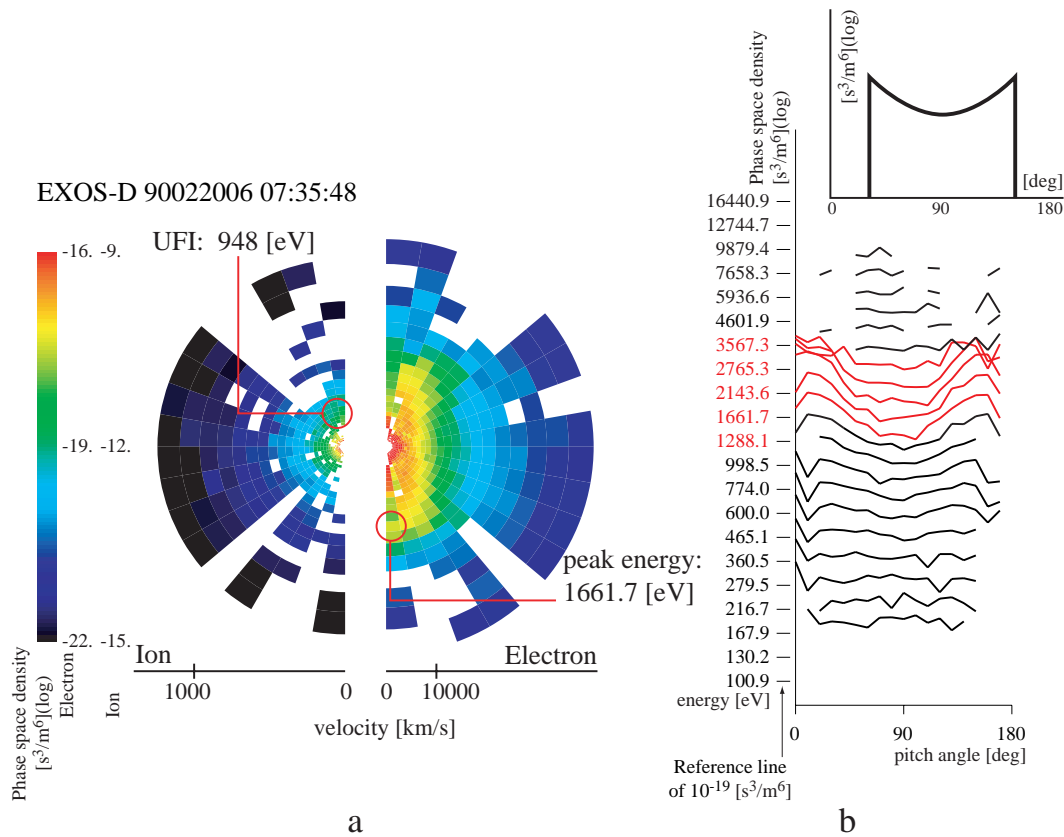 EXOS-D 90022006 07:35:48
UFI: 948 [eV]
-16. -9.
-19. -12.
-22. -15.
Phase space density
[s³/m⁶](log)
Electron
Ion
peak energy:
1661.7 [eV]
Ion
Electron
1000
0
0
10000
velocity [km/s]
a
Phase space density
[s³/m⁶](log)
[s³/m⁶](log)
[deg]
0
90
180
16440.9
12744.7
9879.4
7658.3
5936.6
4601.9
3567.3
2765.3
2143.6
1661.7
1288.1
998.5
774.0
600.0
465.1
360.5
279.5
216.7
167.9
130.2
100.9
energy [eV]
0
90
180
pitch angle [deg]
Reference line
of 10⁻¹⁹ [s³/m⁶]
b